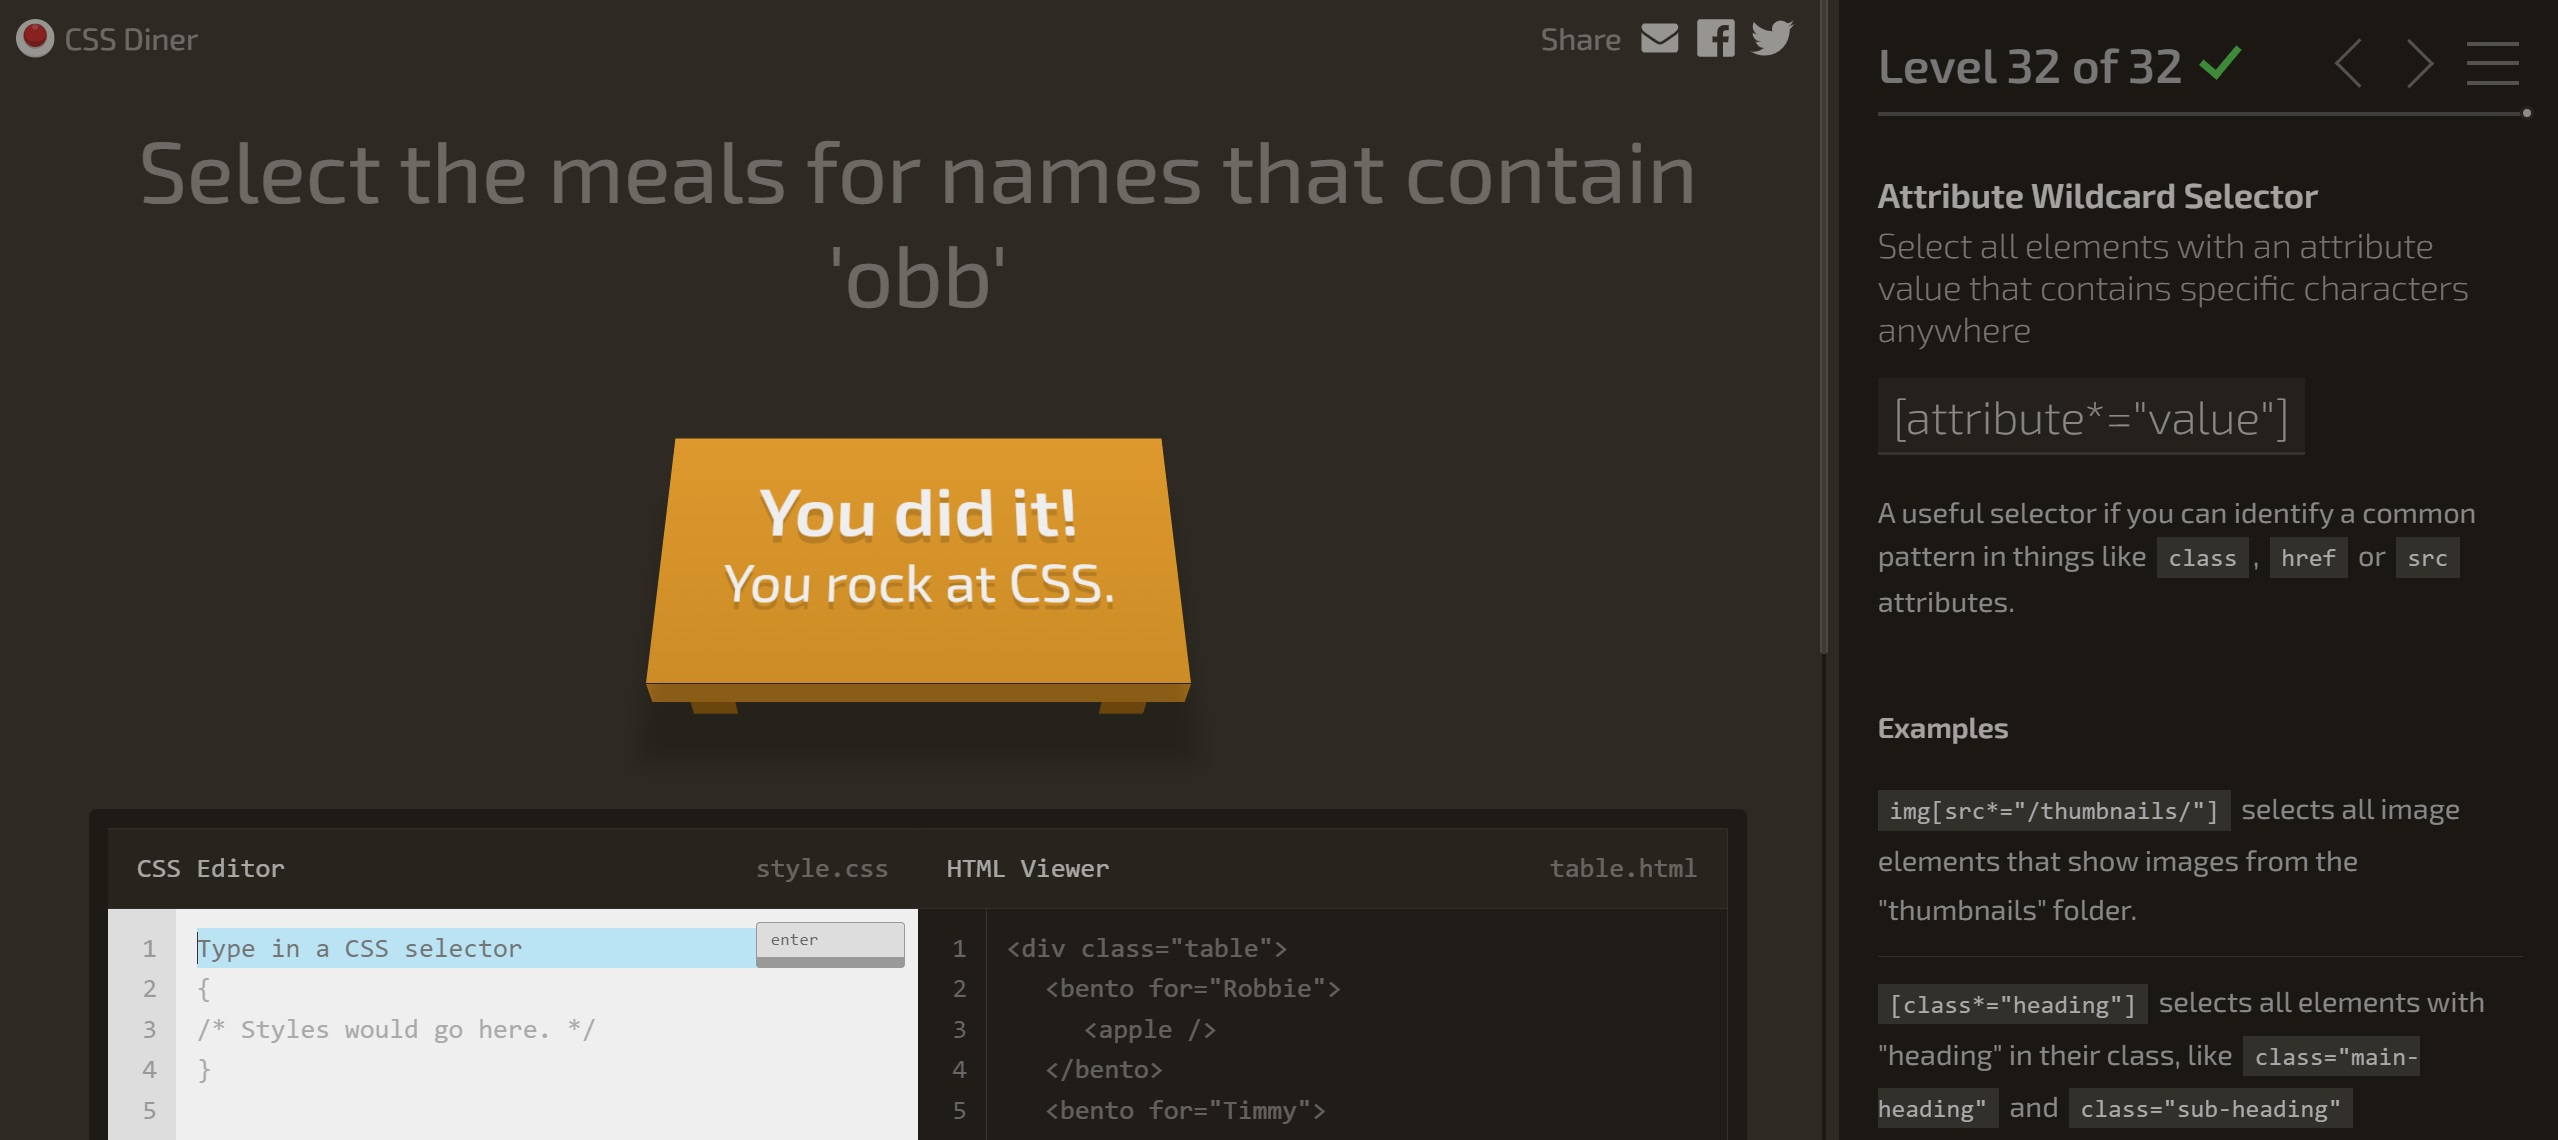 CSS Diner
Share
Select the meals for names that contain
'obb'
You did it!
You rock at CSS.
CSS Editor
style.css
1 Type in a CSS selector
enter
2 {
3 /* Styles would go here. */
4 }
5
HTML Viewer
table.html
1 <div class="table">
2 <bento for="Robbie">
3 <apple />
4 </bento>
5 <bento for="Timmy">
Level 32 of 32
Attribute Wildcard Selector
Select all elements with an attribute
value that contains specific characters
anywhere
[attribute*="value"]
A useful selector if you can identify a common
pattern in things like class , href or src
attributes.
Examples
img[src*="/thumbnails/"] selects all image
elements that show images from the
"thumbnails" folder.
[class*="heading"] selects all elements with
"heading" in their class, like class="main-
heading" and class="sub-heading"